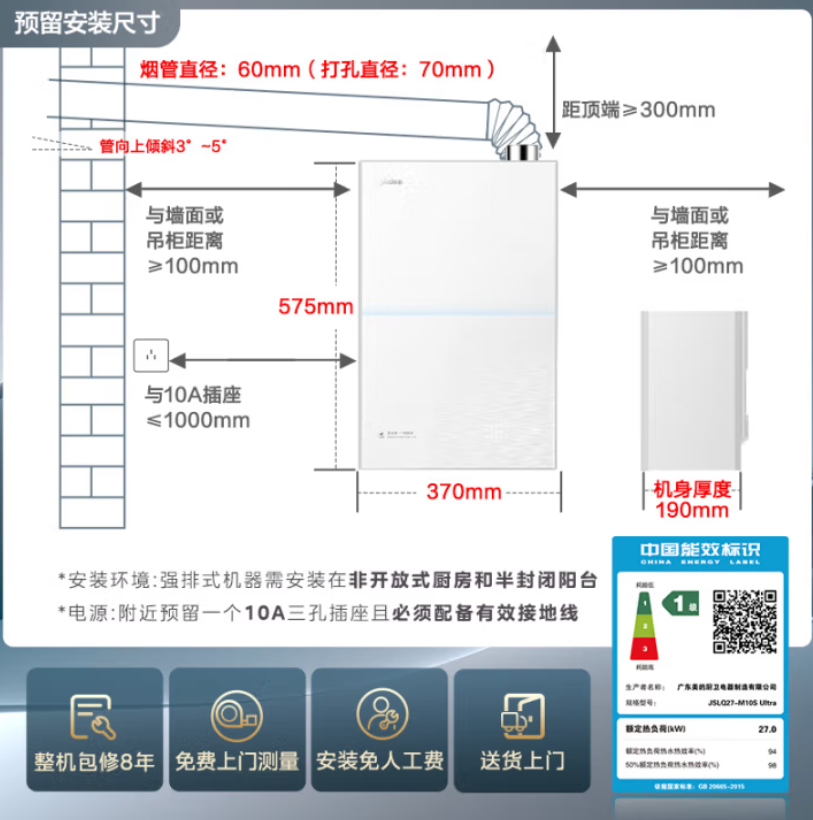 预留安装尺寸
烟管直径：60mm（打孔直径：70mm）
距顶端≥300mm
管向上倾斜3°~5°
与墙面或
吊柜距离
≥100mm
与墙面或
吊柜距离
≥100mm
575mm
与10A插座
≤1000mm
370mm
机身厚度
190mm
*安装环境:强排式机器需安装在非开放式厨房和半封闭阳台
*电源:附近预留一个10A三孔插座且必须配备有效接地线
中国能效标识
CHINA ENERGY LABEL
耗能低
1
2
3
1级
耗能高
生产者名称： 广东美的厨卫电器制造有限公司
规格型号： JSLQ27-M10S Ultra
额定热负荷(kW) 27.0
额定热负荷热水热效率(%) 94
50%额定热负荷热水热效率(%) 98
依据国家标准：GB 20665-2015
整机包修8年
免费上门测量
安装免人工费
送货上门